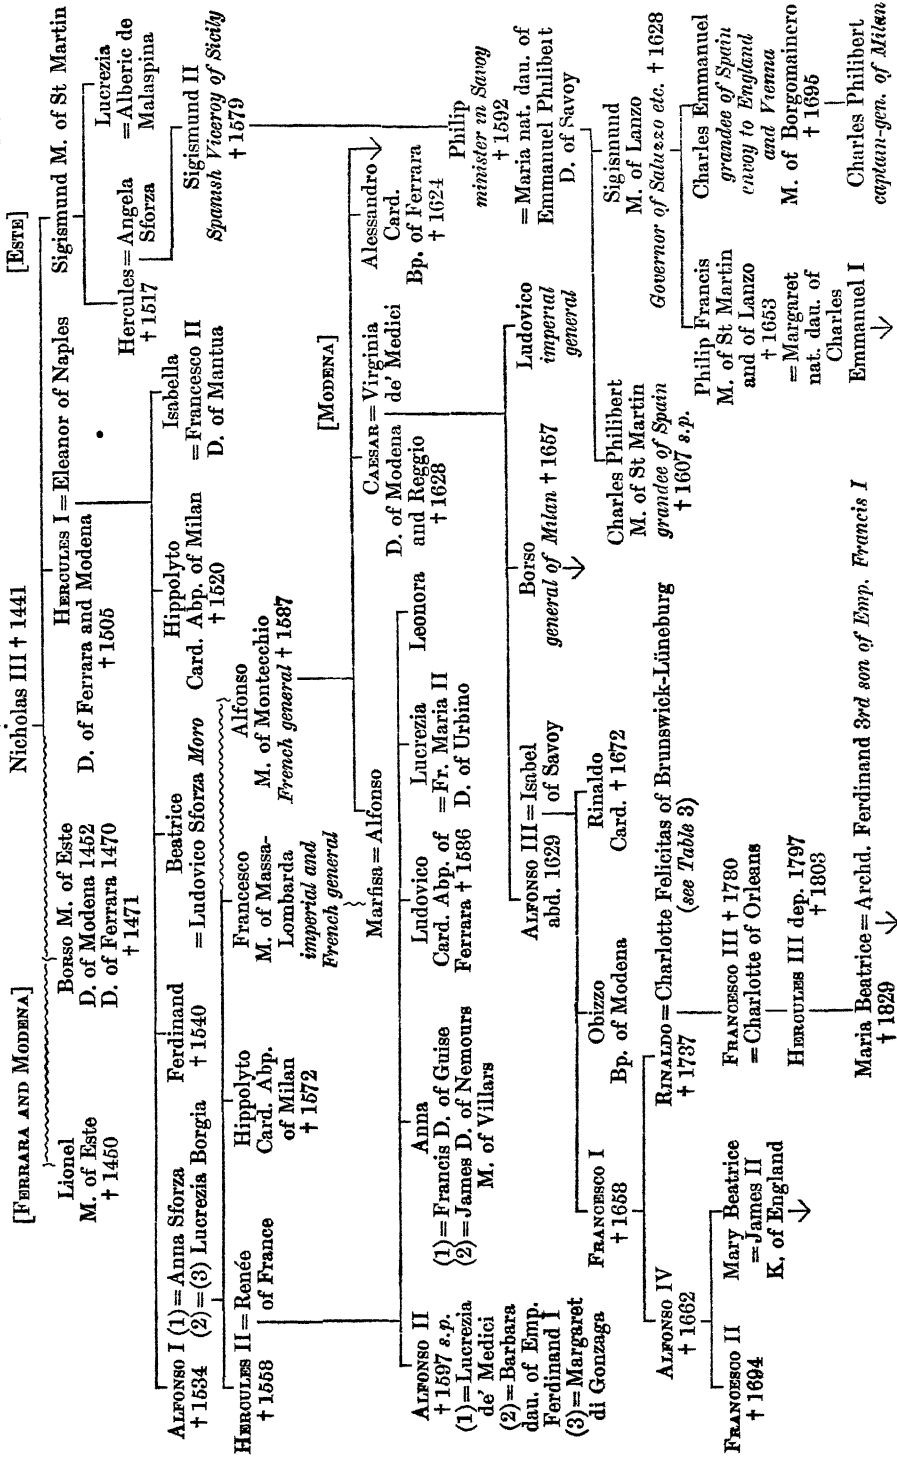 [FERRARA AND MODENA]
[ESTE]
Nicholas III † 1441
Lionel
M. of Este
† 1450
BORSO M. of Este
D. of Modena 1452
D. of Ferrara 1470
† 1471
HERCULES I = Eleanor of Naples
D. of Ferrara and Modena
† 1505
Sigismund M. of St Martin
Hercules = Angela
† 1517 Sforza
Lucrezia
= Alberic de
Malaspina
Sigismund II
Spanish Viceroy of Sicily
† 1579
ALFONSO I (1) = Anna Sforza
† 1534 (2) = (3) Lucrezia Borgia
Ferdinand
† 1540
Beatrice
= Ludovico Sforza Moro
Hippolyto
Card. Abp. of Milan
† 1520
Isabella
= Francesco II
D. of Mantua
HERCULES II = Renée
† 1558 of France
Hippolyto
Card. Abp.
of Milan
† 1572
Francesco
M. of Massa-
Lombarda
imperial and
French general
Alfonso
M. of Montecchio
French general † 1587
[MODENA]
Marfisa = Alfonso
CAESAR = Virginia
de' Medici
D. of Modena
and Reggio
† 1628
Alessandro
Card.
Bp. of Ferrara
† 1624
Philip
minister in Savoy
† 1592
= Maria nat. dau. of
Emmanuel Philibert
D. of Savoy
ALFONSO II
† 1597 s.p.
(1) = Lucrezia
de' Medici
(2) = Barbara
dau. of Emp.
Ferdinand I
(3) = Margaret
di Gonzaga
Anna
(1) = Francis D. of Guise
(2) = James D. of Nemours
M. of Villars
Ludovico
Card. Abp. of
Ferrara † 1586
Lucrezia
= Fr. Maria II
D. of Urbino
Leonora
ALFONSO III = Isabel
abd. 1629 of Savoy
Borso
general of Milan † 1657
Ludovico
imperial
general
Charles Philibert
M. of St Martin
grandee of Spain
† 1607 s.p.
Sigismund
M. of Lanzo
Governor of Saluzzo etc. † 1628
FRANCESCO I
† 1658
Obizzo
Bp. of Modena
Rinaldo
Card. † 1672
Philip Francis
M. of St Martin
and of Lanzo
† 1653
= Margaret
nat. dau. of
Charles
Emmanuel I
Charles Emmanuel
grandee of Spain
envoy to England
and Vienna
M. of Borgomainero
† 1695
Charles Philibert
captain-gen. of Milan
ALFONSO IV
† 1662
RINALDO = Charlotte Felicitas of Brunswick-Lüneburg
† 1737 (see Table 3)
FRANCESCO II
† 1694
Mary Beatrice
= James II
K. of England
FRANCESCO III † 1780
= Charlotte of Orleans
HERCULES III dep. 1797
† 1803
Maria Beatrice = Archd. Ferdinand 3rd son of Emp. Francis I
† 1829